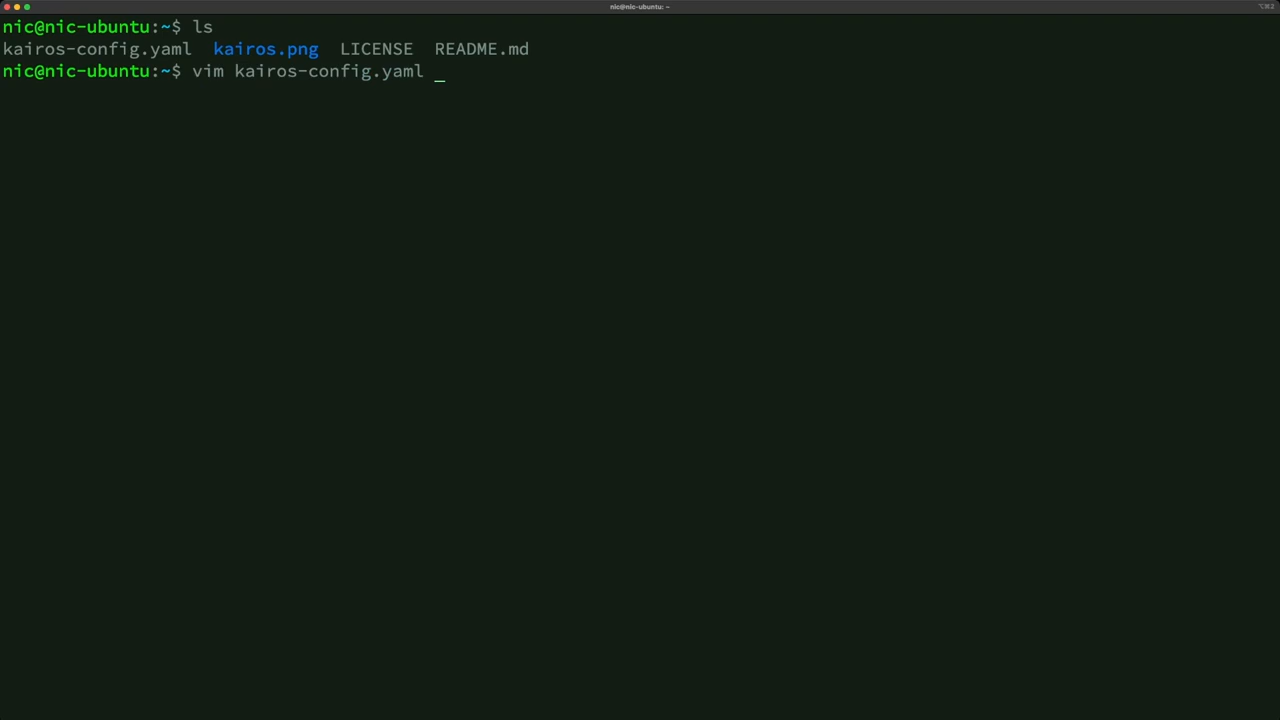 nic@nic-ubuntu: ~
⌥⌘2
nic@nic-ubuntu:~$ ls
kairos-config.yaml  kairos.png  LICENSE  README.md
nic@nic-ubuntu:~$ vim kairos-config.yaml _